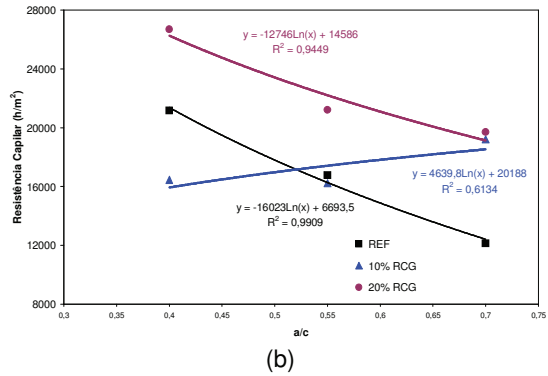 (b)
28000
24000
20000
16000
12000
8000
Resistência Capilar (h/m²)
y = -12746Ln(x) + 14586
R² = 0,9449
y = 4639,8Ln(x) + 20188
R² = 0,6134
y = -16023Ln(x) + 6693,5
R² = 0,9909
REF
10% RCG
20% RCG
0,3 0,35 0,4 0,45 0,5 0,55 0,6 0,65 0,7 0,75
a/c
(b)